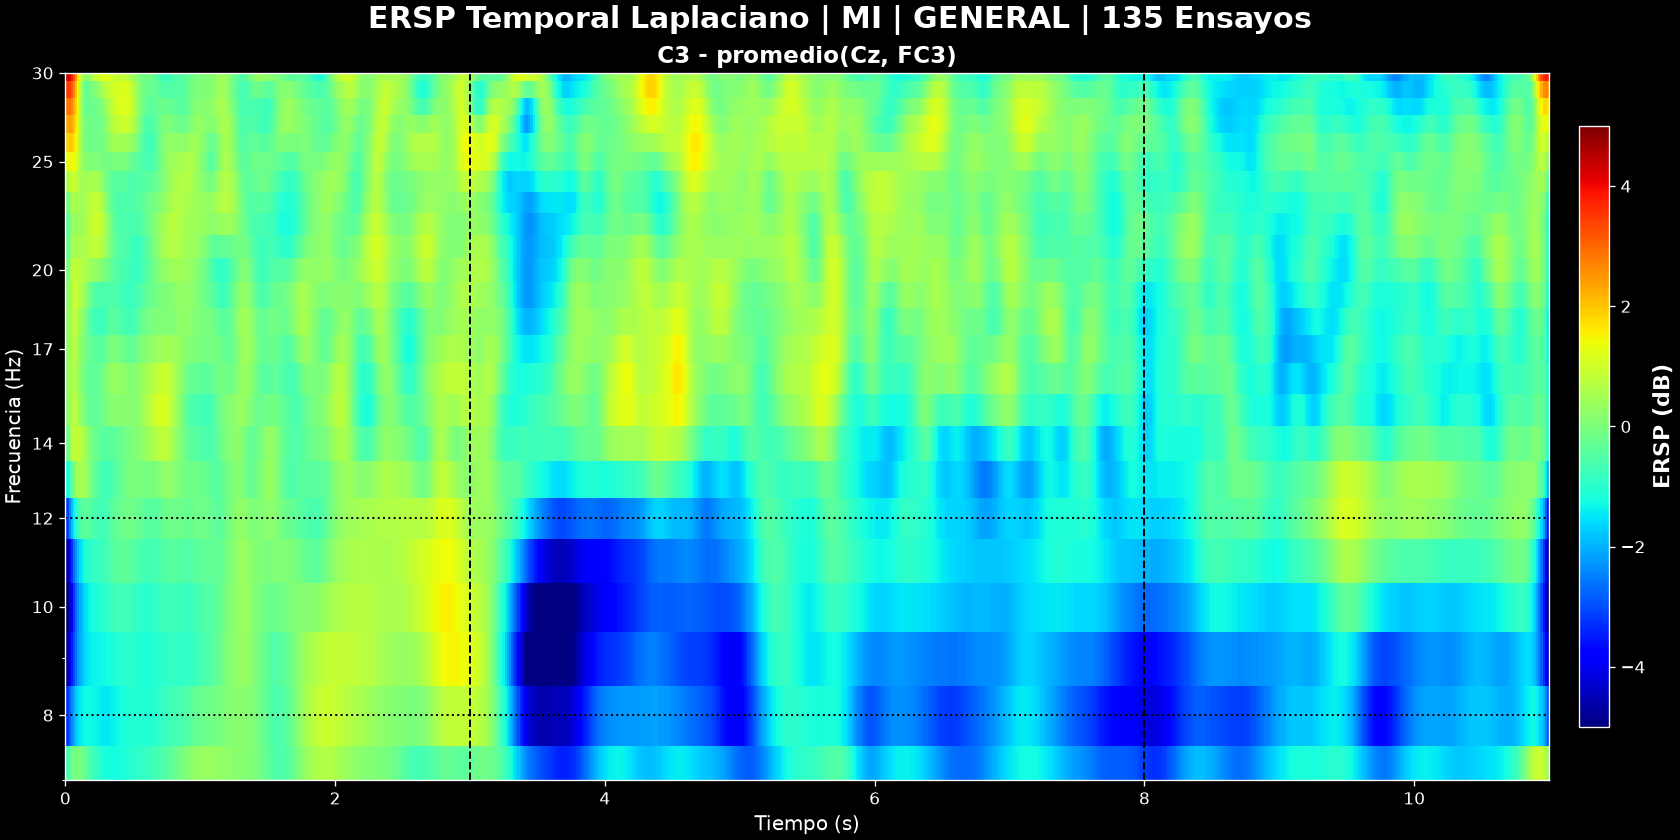 ERSP Temporal Laplaciano | MI | GENERAL | 135 Ensayos
C3 - promedio(Cz, FC3)
Frecuencia (Hz)
30
25
20
17
14
12
10
8
0 2 4 6 8 10
Tiempo (s)
4
2
0
−2
−4
ERSP (dB)